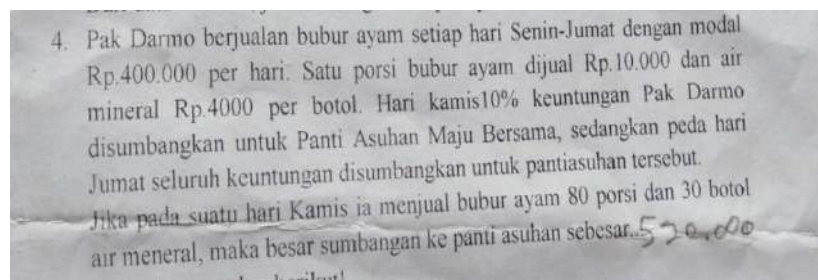 4. Pak Darmo berjualan bubur ayam setiap hari Senin-Jumat dengan modal
Rp.400.000 per hari. Satu porsi bubur ayam dijual Rp.10.000 dan air
mineral Rp.4000 per botol. Hari kamis10% keuntungan Pak Darmo
disumbangkan untuk Panti Asuhan Maju Bersama, sedangkan peda hari
Jumat seluruh keuntungan disumbangkan untuk pantiasuhan tersebut.
Jika pada suatu hari Kamis ia menjual bubur ayam 80 porsi dan 30 botol
air meneral, maka besar sumbangan ke panti asuhan sebesar..520.000